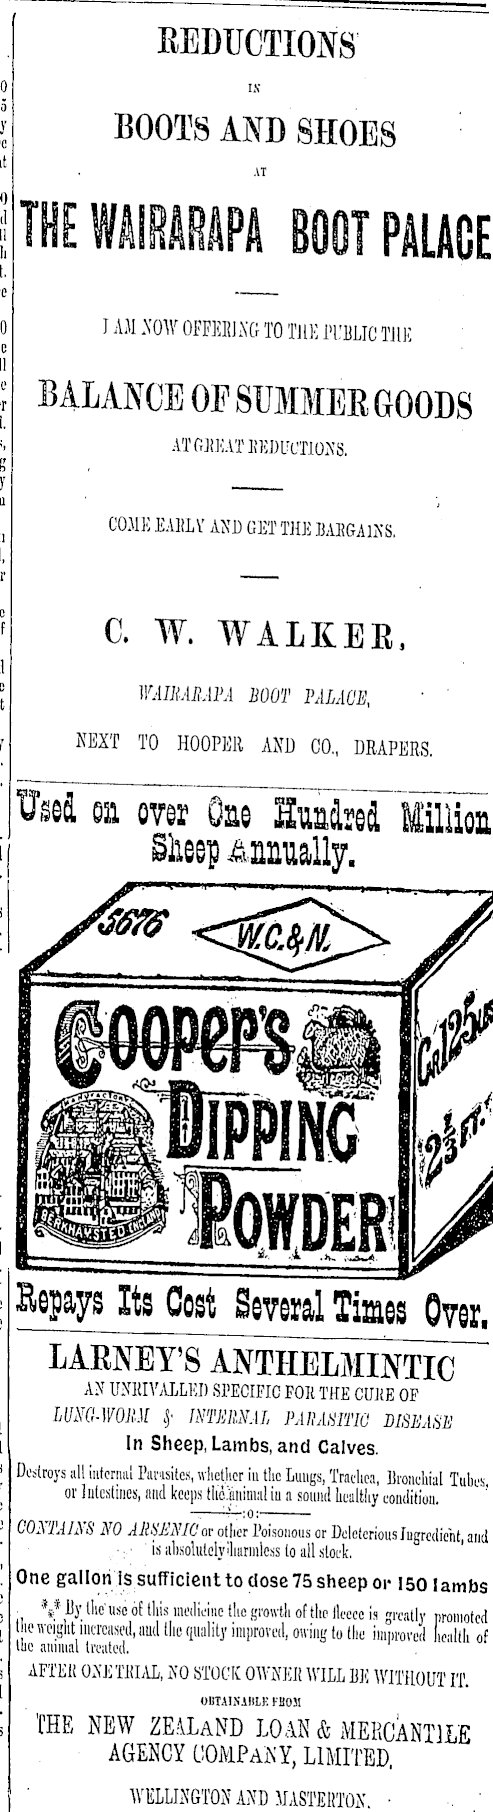 REDUCTIONS
IN
BOOTS AND SHOES
AT
THE WAIRARAPA BOOT PALACE
I AM NOW OFFERING TO THE PUBLIC THE
BALANCE OF SUMMER GOODS
AT GREAT REDUCTIONS.
COME EARLY AND GET THE BARGAINS.
C. W. WALKER,
WAIRARAPA BOOT PALACE,
NEXT TO HOOPER AND CO., DRAPERS.
Used on over One Hundred Million
Sheep Annually.
5676
W.C.&N.
COOPER'S
DIPPING
POWDER
BERKHAMSTED ENGLAND
2 1/3 FT.
Repays Its Cost Several Times Over.
LARNEY'S ANTHELMINTIC
AN UNRIVALLED SPECIFIC FOR THE CURE OF
LUNG-WORM & INTERNAL PARASITIC DISEASE
In Sheep, Lambs, and Calves.
Destroys all internal Parasites, whether in the Lungs, Trachea, Bronchial Tubes,
or Intestines, and keeps the animal in a sound healthy condition.
:o:
CONTAINS NO ARSENIC or other Poisonous or Deleterious Ingredient, and
is absolutely harmless to all stock.
One gallon is sufficient to dose 75 sheep or 150 lambs
*** By the use of this medicine the growth of the fleece is greatly promoted
the weight increased, and the quality improved, owing to the improved health of
the animal treated.
AFTER ONE TRIAL, NO STOCK OWNER WILL BE WITHOUT IT.
OBTAINABLE FROM
THE NEW ZEALAND LOAN & MERCANTILE
AGENCY COMPANY, LIMITED,
WELLINGTON AND MASTERTON.